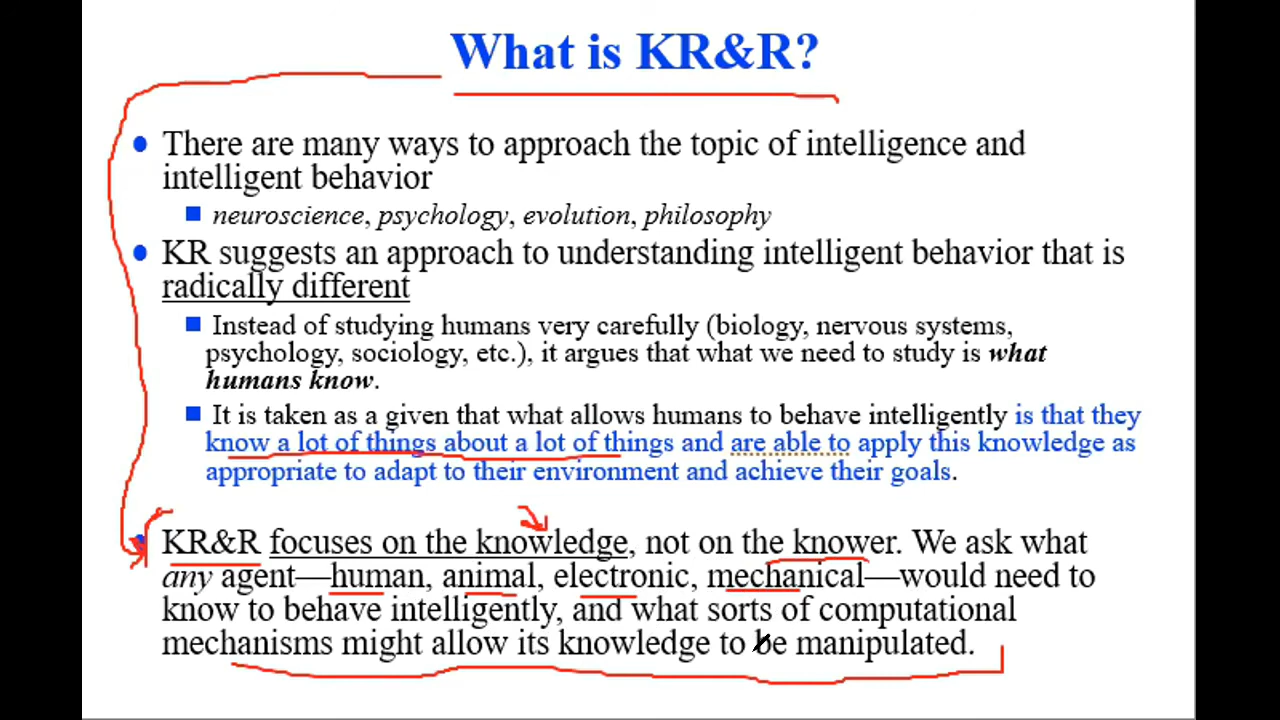 What is KR&R?
There are many ways to approach the topic of intelligence and
intelligent behavior
neuroscience, psychology, evolution, philosophy
KR suggests an approach to understanding intelligent behavior that is
radically different
Instead of studying humans very carefully (biology, nervous systems,
psychology, sociology, etc.), it argues that what we need to study is what
humans know.
It is taken as a given that what allows humans to behave intelligently is that they
know a lot of things about a lot of things and are able to apply this knowledge as
appropriate to adapt to their environment and achieve their goals.
KR&R focuses on the knowledge, not on the knower. We ask what
any agent—human, animal, electronic, mechanical—would need to
know to behave intelligently, and what sorts of computational
mechanisms might allow its knowledge to be manipulated.